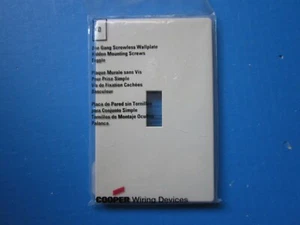 One Gang Screwless Wallplate
Hidden Mounting Screws
Toggle
Plaque Murale sans Vis
Pour Prise Simple
Vis de Fixation Cachées
Placa de Pared sin Tornillos
para Conjunto Simple
Tornillos de Montaje Ocultos
Palanca
COOPER Wiring Devices